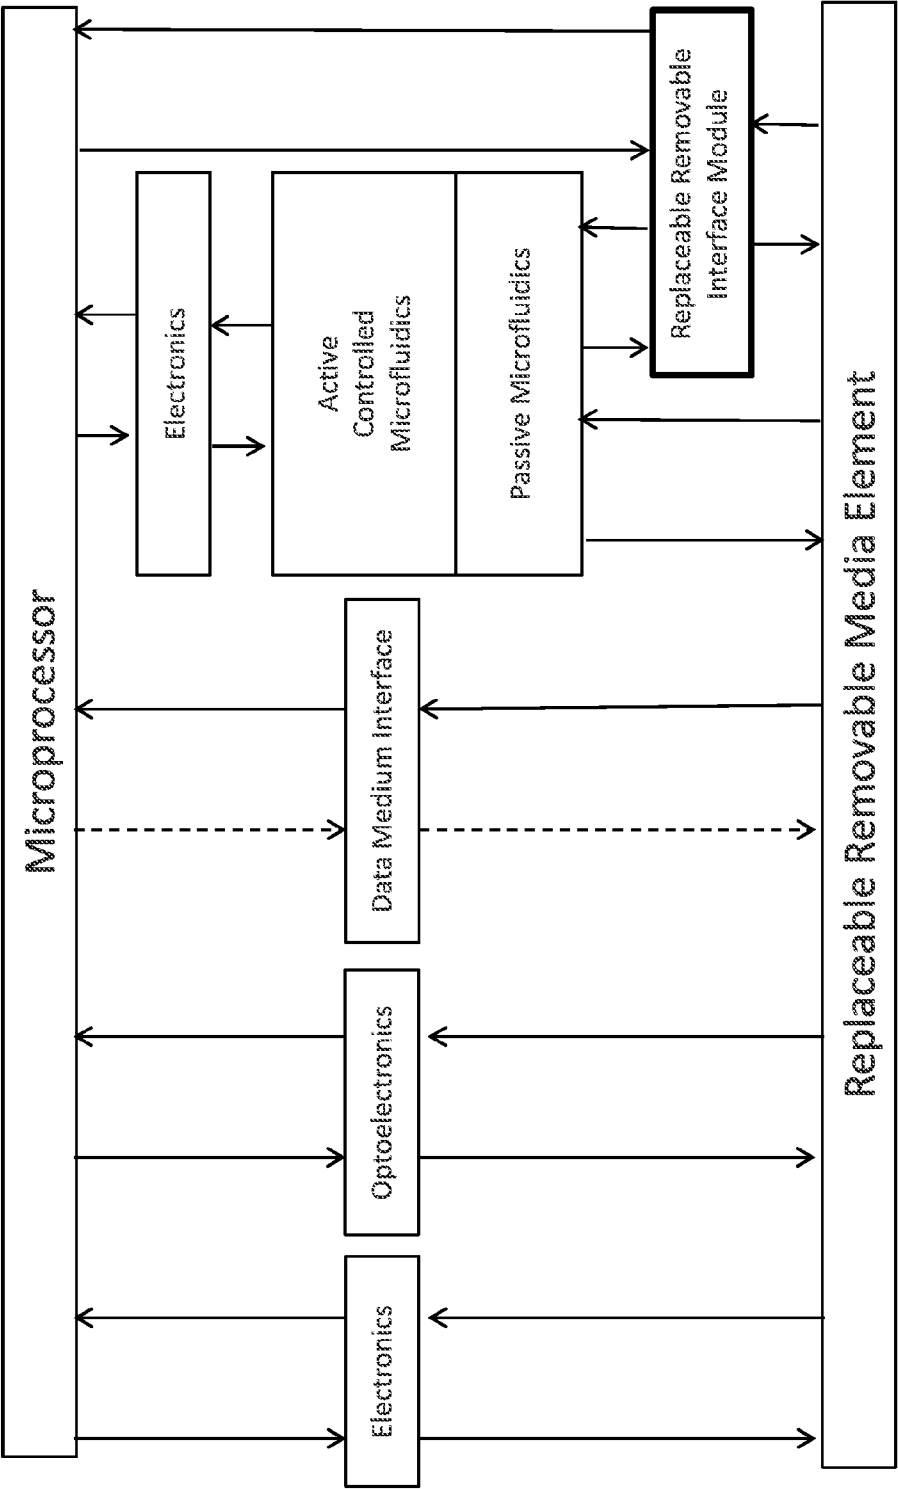 Microprocessor
Electronics
Optoelectronics
Data Medium Interface
Electronics
Active
Controlled
Microfluidics
Passive Microfluidics
Replaceable Removable
Interface Module
Replaceable Removable Media Element